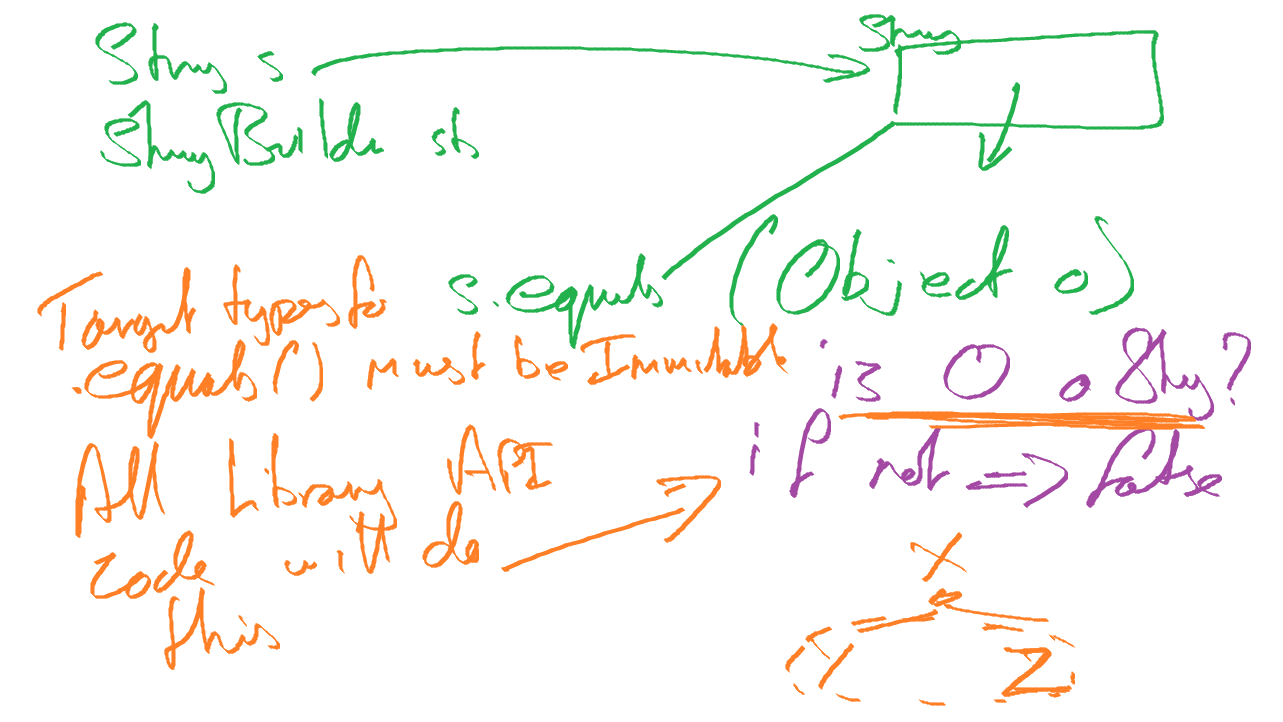 String s
String
StringBuilder sb
s.equals (Object o)
Target types for
.equals() must be Immutable
is O a String?
if not => false
All Library API
code will do
this
X
Y Z